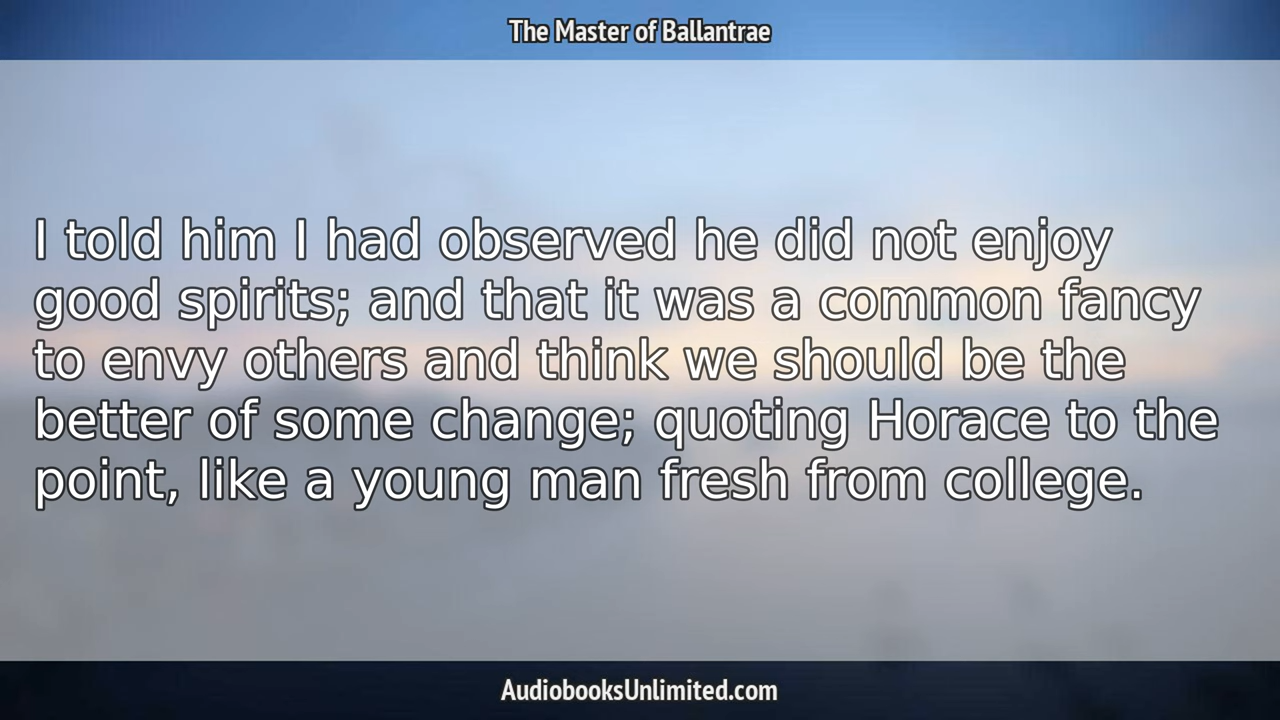 The Master of Ballantrae
I told him I had observed he did not enjoy
good spirits; and that it was a common fancy
to envy others and think we should be the
better of some change; quoting Horace to the
point, like a young man fresh from college.
AudiobooksUnlimited.com